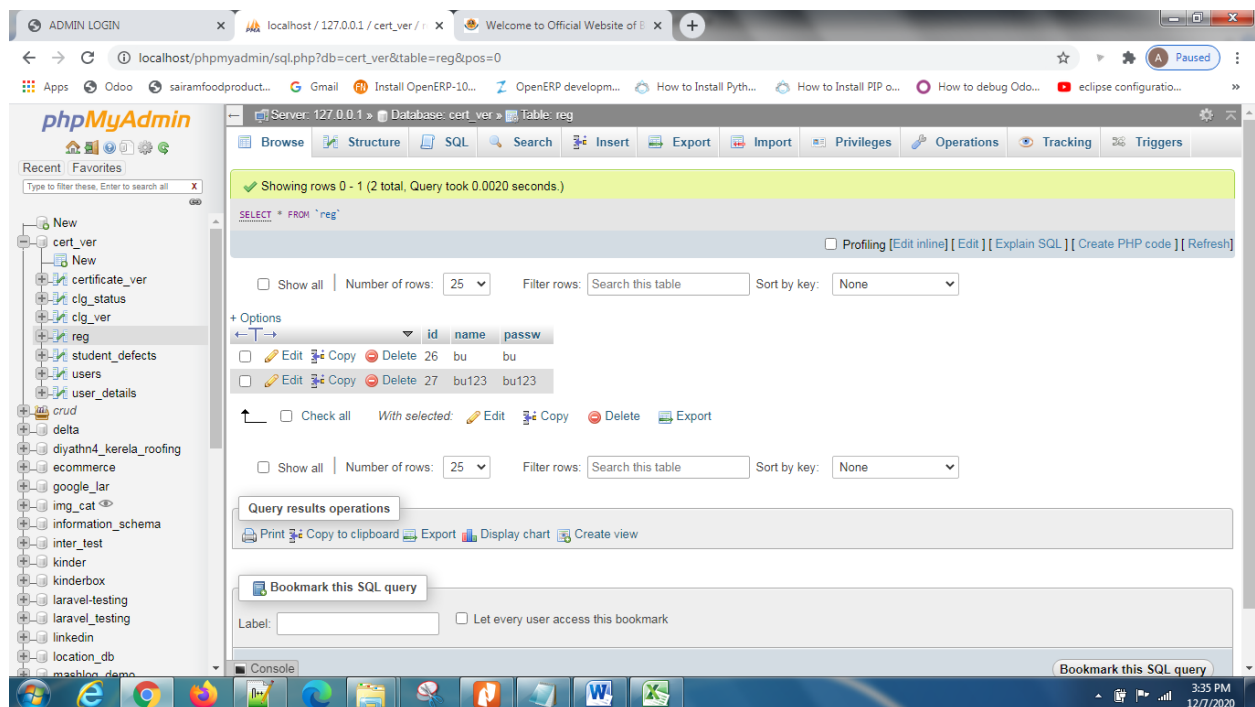 ADMIN LOGIN
localhost / 127.0.0.1 / cert_ver / r
Welcome to Official Website of B
localhost/phpmyadmin/sql.php?db=cert_ver&table=reg&pos=0
A Paused
Apps Odoo sairamfoodproduct... Gmail Install OpenERP-10... OpenERP developm... How to Install Pyth... How to Install PIP o... How to debug Odo... eclipse configuratio... »
phpMyAdmin
Recent Favorites
Type to filter these, Enter to search all X
New
cert_ver
New
certificate_ver
clg_status
clg_ver
reg
student_defects
users
user_details
crud
delta
diyathn4_kerela_roofing
ecommerce
google_lar
img_cat
information_schema
inter_test
kinder
kinderbox
laravel-testing
laravel_testing
linkedin
location_db
mashlog_demo
Server: 127.0.0.1 » Database: cert_ver » Table: reg
Browse Structure SQL Search Insert Export Import Privileges Operations Tracking Triggers
Showing rows 0 - 1 (2 total, Query took 0.0020 seconds.)
SELECT * FROM `reg`
Profiling [Edit inline] [ Edit ] [ Explain SQL ] [ Create PHP code ] [ Refresh]
Show all | Number of rows: 25 Filter rows: Search this table Sort by key: None
+ Options
←T→ id name passw
Edit Copy Delete 26 bu bu
Edit Copy Delete 27 bu123 bu123
Check all With selected: Edit Copy Delete Export
Show all | Number of rows: 25 Filter rows: Search this table Sort by key: None
Query results operations
Print Copy to clipboard Export Display chart Create view
Bookmark this SQL query
Label: Let every user access this bookmark
Console
Bookmark this SQL query
3:35 PM
12/7/2020